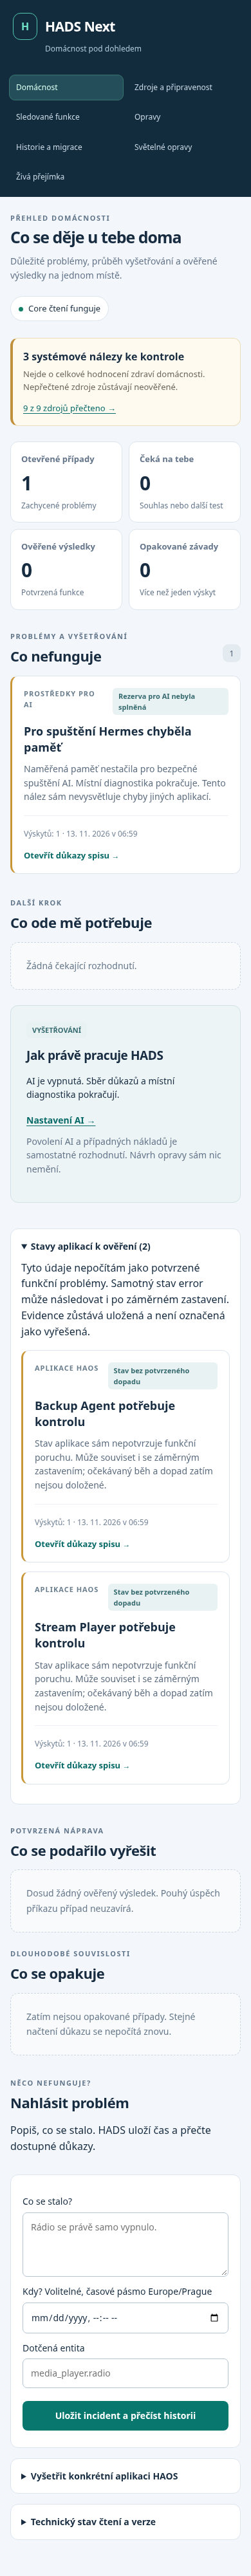 H
HADS Next
Domácnost pod dohledem
Domácnost
Zdroje a připravenost
Sledované funkce
Opravy
Historie a migrace
Světelné opravy
Živá přejímka
PŘEHLED DOMÁCNOSTI
Co se děje u tebe doma
Důležité problémy, průběh vyšetřování a ověřené
výsledky na jednom místě.
Core čtení funguje
3 systémové nálezy ke kontrole
Nejde o celkové hodnocení zdraví domácnosti.
Nepřečtené zdroje zůstávají neověřené.
9 z 9 zdrojů přečteno →
Otevřené případy
1
Zachycené problémy
Čeká na tebe
0
Souhlas nebo další test
Ověřené výsledky
0
Potvrzená funkce
Opakované závady
0
Více než jeden výskyt
PROBLÉMY A VYŠETŘOVÁNÍ
Co nefunguje
1
PROSTŘEDKY PRO
AI
Rezerva pro AI nebyla
splněná
Pro spuštění Hermes chyběla
paměť
Naměřená paměť nestačila pro bezpečné
spuštění AI. Místní diagnostika pokračuje. Tento
nález sám nevysvětluje chyby jiných aplikací.
Výskytů: 1 · 13. 11. 2026 v 06:59
Otevřít důkazy spisu →
DALŠÍ KROK
Co ode mě potřebuje
Žádná čekající rozhodnutí.
VYŠETŘOVÁNÍ
Jak právě pracuje HADS
AI je vypnutá. Sběr důkazů a místní
diagnostika pokračují.
Nastavení AI →
Povolení AI a případných nákladů je
samostatné rozhodnutí. Návrh opravy sám nic
nemění.
▼ Stavy aplikací k ověření (2)
Tyto údaje nepočítám jako potvrzené
funkční problémy. Samotný stav error
může následovat i po záměrném zastavení.
Evidence zůstává uložená a není označená
jako vyřešená.
APLIKACE HAOS
Stav bez potvrzeného
dopadu
Backup Agent potřebuje
kontrolu
Stav aplikace sám nepotvrzuje funkční
poruchu. Může souviset i se záměrným
zastavením; očekávaný běh a dopad zatím
nejsou doložené.
Výskytů: 1 · 13. 11. 2026 v 06:59
Otevřít důkazy spisu →
APLIKACE HAOS
Stav bez potvrzeného
dopadu
Stream Player potřebuje
kontrolu
Stav aplikace sám nepotvrzuje funkční
poruchu. Může souviset i se záměrným
zastavením; očekávaný běh a dopad zatím
nejsou doložené.
Výskytů: 1 · 13. 11. 2026 v 06:59
Otevřít důkazy spisu →
POTVRZENÁ NÁPRAVA
Co se podařilo vyřešit
Dosud žádný ověřený výsledek. Pouhý úspěch
příkazu případ neuzavírá.
DLOUHODOBÉ SOUVISLOSTI
Co se opakuje
Zatím nejsou opakované případy. Stejné
načtení důkazu se nepočítá znovu.
NĚCO NEFUNGUJE?
Nahlásit problém
Popiš, co se stalo. HADS uloží čas a přečte
dostupné důkazy.
Co se stalo?
Rádio se právě samo vypnulo.
Kdy? Volitelné, časové pásmo Europe/Prague
mm/dd/yyyy, --:-- --
Dotčená entita
media_player.radio
Uložit incident a přečíst historii
▶ Vyšetřit konkrétní aplikaci HAOS
▶ Technický stav čtení a verze